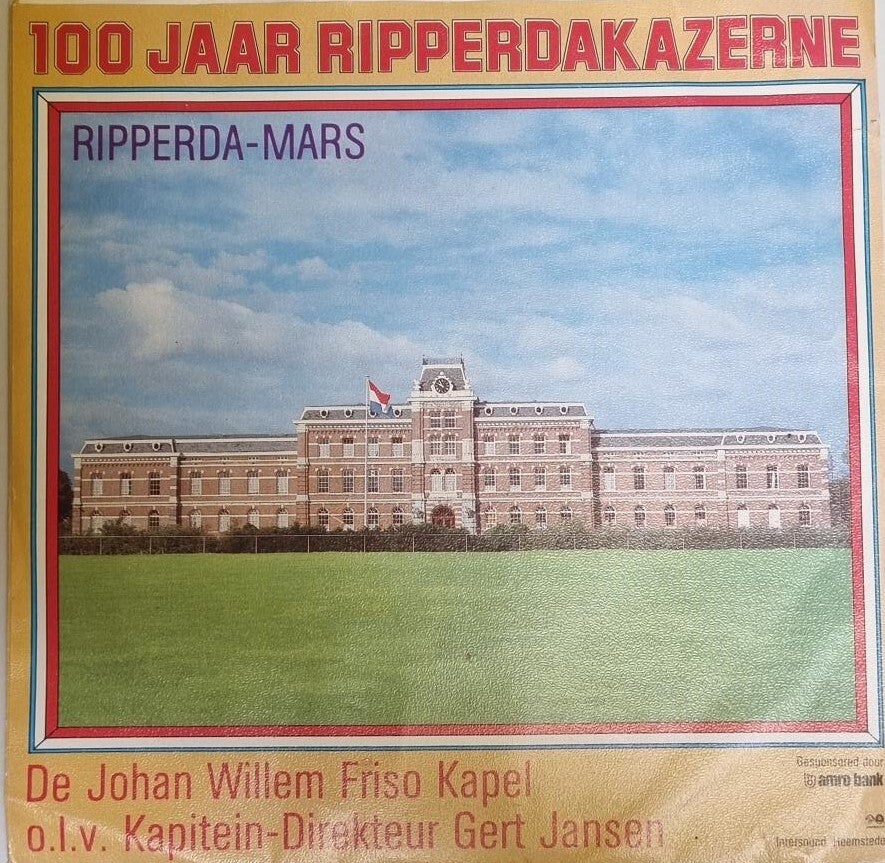 100 JAAR RIPPERDAKAZERNE
RIPPERDA-MARS
De Johan Willem Friso Kapel
o.l.v. Kapitein-Direkteur Gert Jansen
Gesponsored door
amro bank
Intersound Heemstede